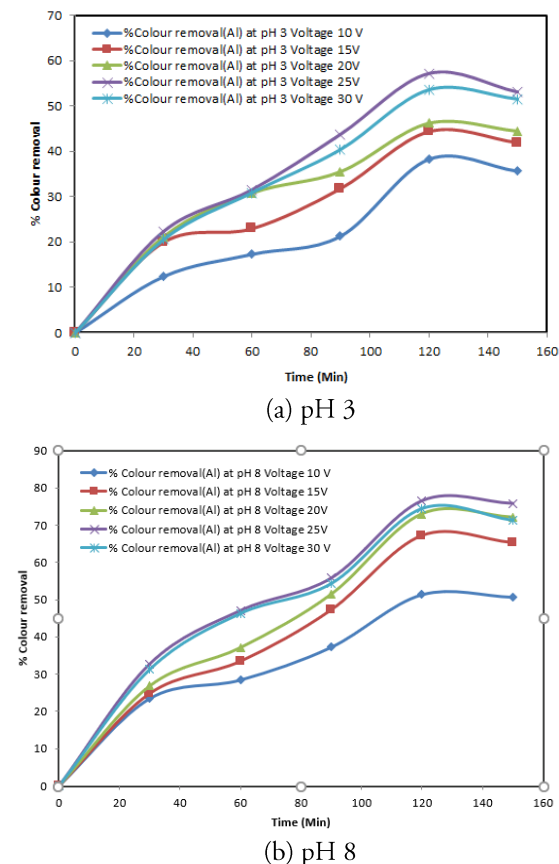 70
60
50
40
30
20
10
0
% Colour removal
%Colour removal(Al) at pH 3 Voltage 10 V
%Colour removal(Al) at pH 3 Voltage 15V
%Colour removal(Al) at pH 3 Voltage 20V
%Colour removal(Al) at pH 3 Voltage 25V
%Colour removal(Al) at pH 3 Voltage 30 V
0 20 40 60 80 100 120 140 160
Time (Min)
(a) pH 3
90
80
70
60
50
40
30
20
10
0
% Colour removal
% Colour removal(Al) at pH 8 Voltage 10 V
% Colour removal(Al) at pH 8 Voltage 15V
% Colour removal(Al) at pH 8 Voltage 20V
% Colour removal(Al) at pH 8 Voltage 25V
% Colour removal(Al) at pH 8 Voltage 30 V
0 20 40 60 80 100 120 140 160
Time (Min)
(b) pH 8